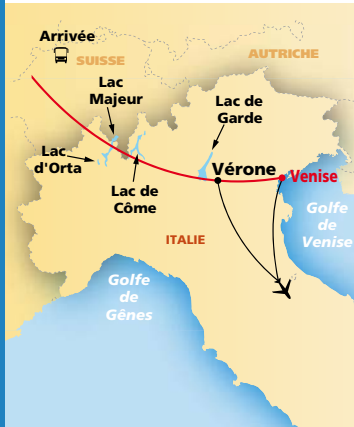 Arrivée
SUISSE
AUTRICHE
Lac
Majeur
Lac de
Garde
Lac
d'Orta
Vérone
Venise
Lac de
Côme
Golfe
de
Venise
ITALIE
Golfe
de
Gênes